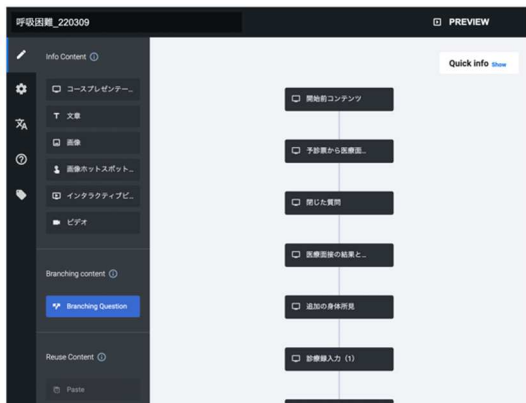 呼吸困難_220309
PREVIEW
Info Content
Quick info Show
コースプレゼンテー...
文章
画像
画像ホットスポット...
インタラクティブビ...
ビデオ
Branching content
Branching Question
Reuse Content
Paste
開始前コンテンツ
予診票から医療面...
閉じた質問
医療面接の結果と...
追加の身体所見
診療録入力（1）